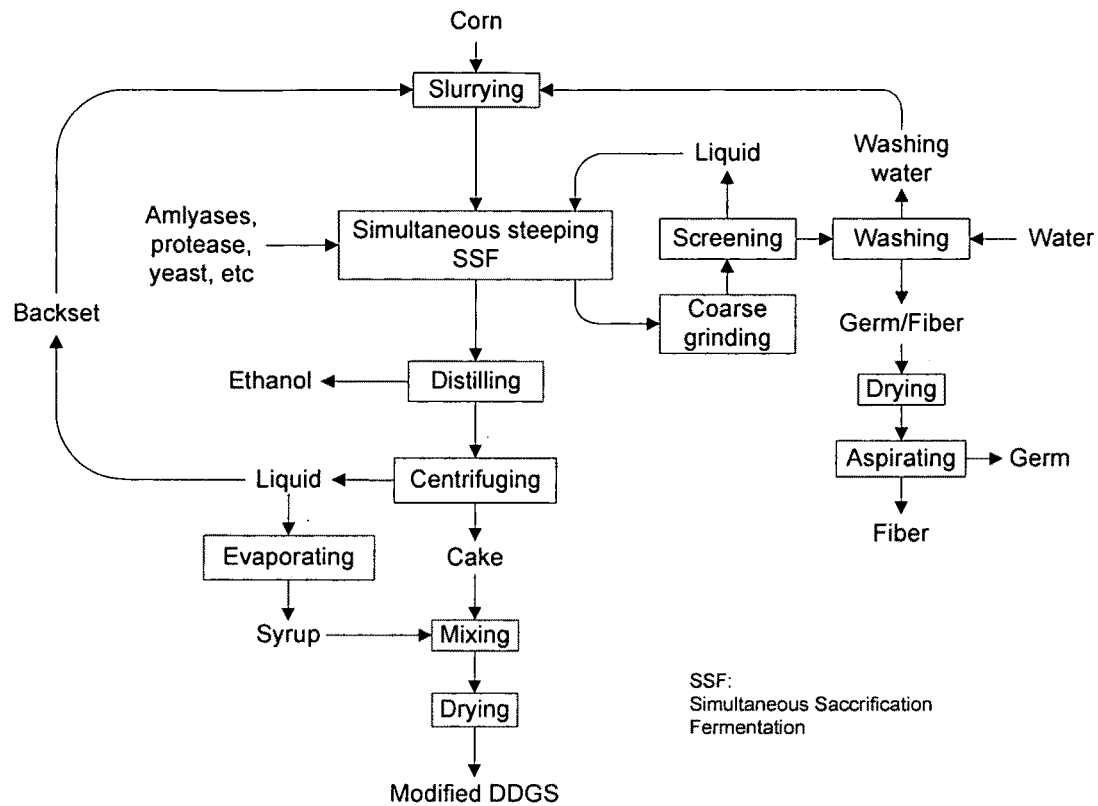 Corn
Slurrying
Liquid
Washing
water
Amlyases,
protease,
yeast, etc
Simultaneous steeping
SSF
Screening
Washing
Water
Backset
Coarse
grinding
Germ/Fiber
Ethanol
Distilling
Drying
Liquid
Centrifuging
Aspirating
Germ
Evaporating
Cake
Fiber
Syrup
Mixing
SSF:
Simultaneous Saccrification
Fermentation
Drying
Modified DDGS